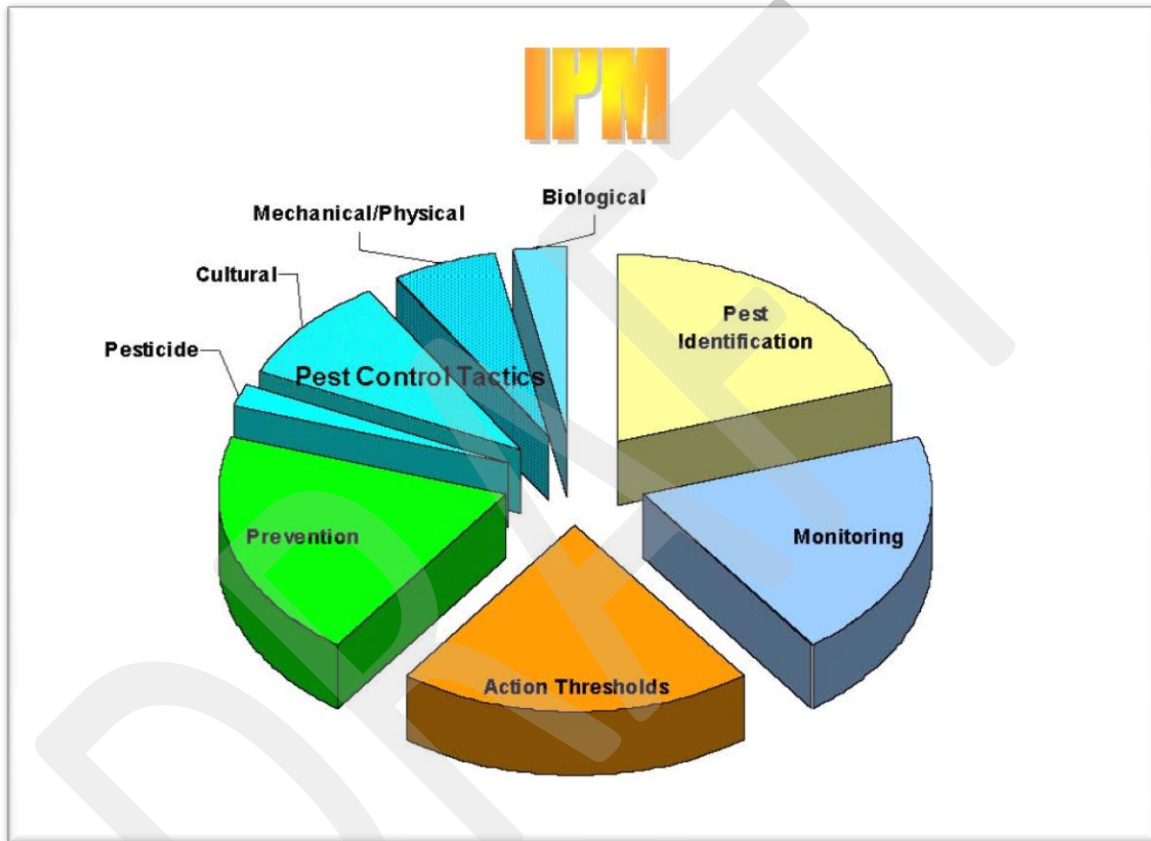 IPM
Biological
Mechanical/Physical
Cultural
Pesticide
Pest Control Tactics
Pest
Identification
Prevention
Monitoring
Action Thresholds
DRAFT